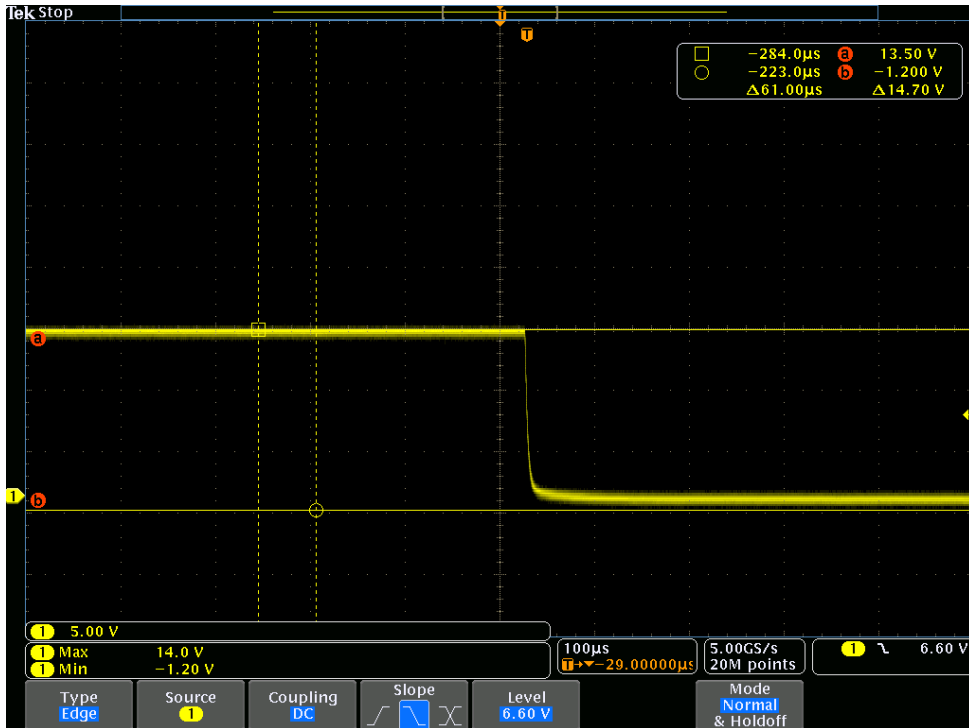 Tek Stop
T
T
−284.0µs a 13.50 V
−223.0µs b −1.200 V
Δ61.00µs Δ14.70 V
a
1
b
1 5.00 V
1 Max 14.0 V
1 Min −1.20 V
100µs
T→▼−29.00000µs
5.00GS/s
20M points
1 6.60 V
Type
Edge
Source
1
Coupling
DC
Slope
Level
6.60 V
Mode
Normal
& Holdoff